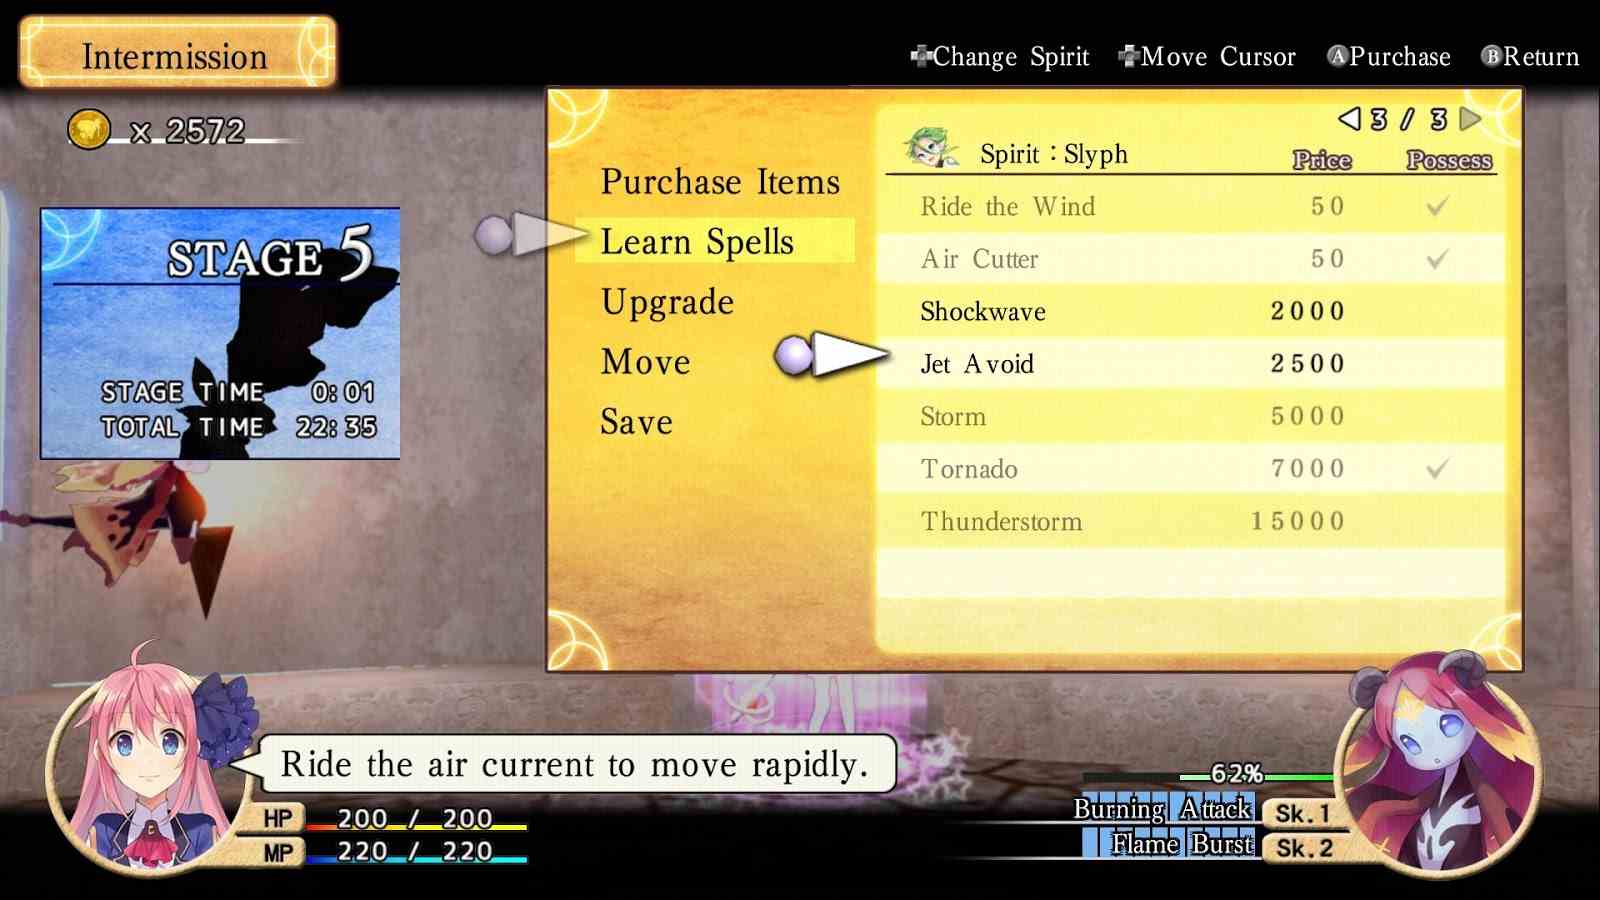 Intermission
Change Spirit Move Cursor A Purchase B Return
x 2572
3 / 3
Spirit : Slyph Price Possess
Purchase Items
Learn Spells
Upgrade
Move
Save
Ride the Wind 50
Air Cutter 50
Shockwave 2000
Jet Avoid 2500
Storm 5000
Tornado 7000
Thunderstorm 15000
STAGE 5
STAGE TIME 0:01
TOTAL TIME 22:35
Ride the air current to move rapidly.
HP 200 / 200
MP 220 / 220
62%
Burning Attack Sk.1
Flame Burst Sk.2